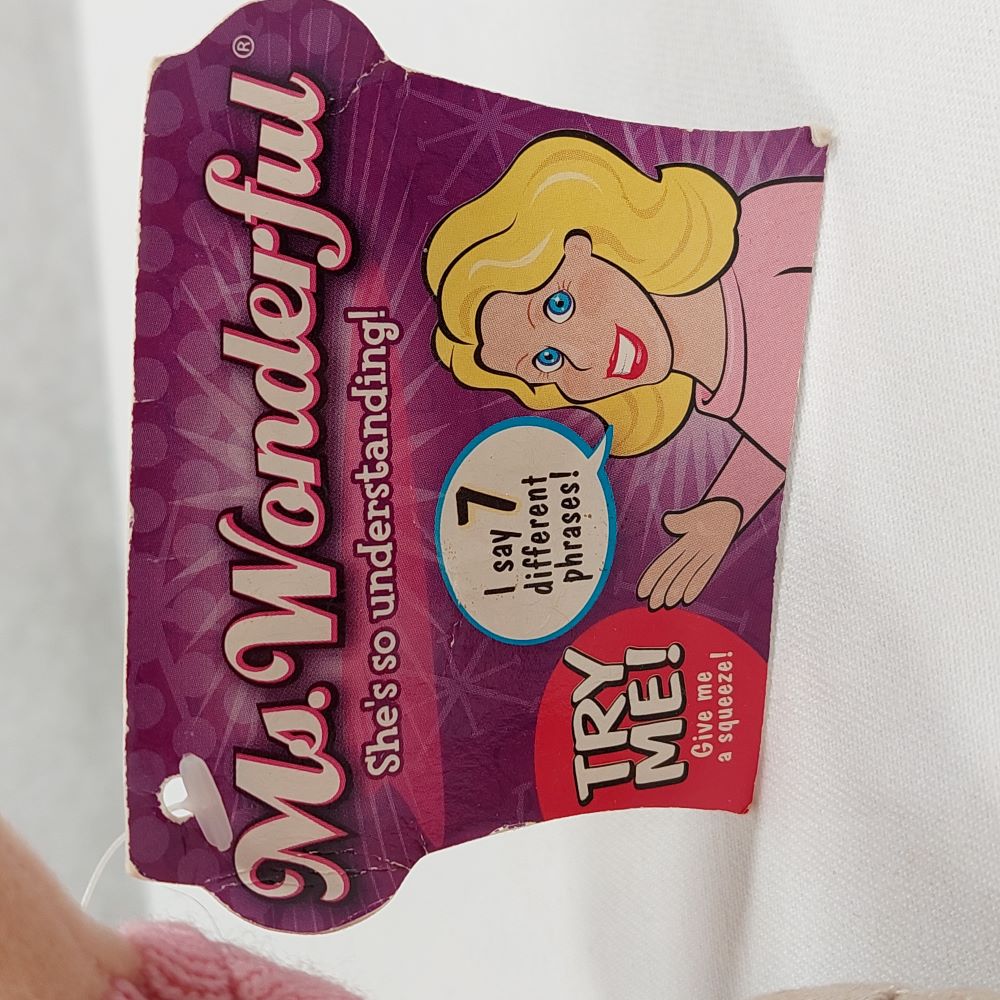 Ms. Wonderful®
She's so understanding!
I say 7
different
phrases!
TRY
ME!
Give me
a squeeze!